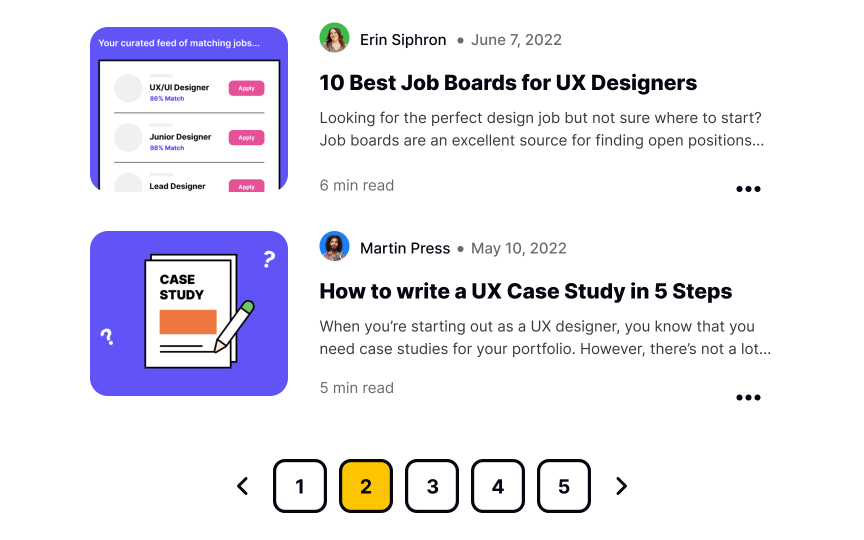 Your curated feed of matching jobs...
UX/UI Designer
86% Match
Apply
Junior Designer
98% Match
Apply
Lead Designer
Apply
Erin Siphron • June 7, 2022
10 Best Job Boards for UX Designers
Looking for the perfect design job but not sure where to start?
Job boards are an excellent source for finding open positions...
6 min read
•••
CASE
STUDY
?
?
Martin Press • May 10, 2022
How to write a UX Case Study in 5 Steps
When you’re starting out as a UX designer, you know that you
need case studies for your portfolio. However, there’s not a lot...
5 min read
•••
< 1 2 3 4 5 >